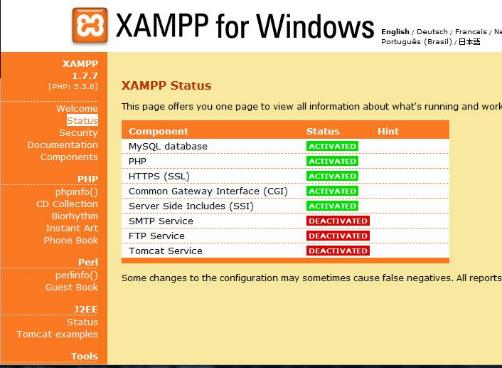 XAMPP for Windows
English / Deutsch / Francais /
Português (Brasil) / 日本語
XAMPP
1.7.7
[PHP: 5.3.8]
Welcome
Status
Security
Documentation
Components
PHP
phpinfo()
CD Collection
Biorhythm
Instant Art
Phone Book
Perl
perlinfo()
Guest Book
J2EE
Status
Tomcat examples
Tools
XAMPP Status
This page offers you one page to view all information about what's running and
Component Status Hint
MySQL database ACTIVATED
PHP ACTIVATED
HTTPS (SSL) ACTIVATED
Common Gateway Interface (CGI) ACTIVATED
Server Side Includes (SSI) ACTIVATED
SMTP Service DEACTIVATED
FTP Service DEACTIVATED
Tomcat Service DEACTIVATED
Some changes to the configuration may sometimes cause false negatives. All reports